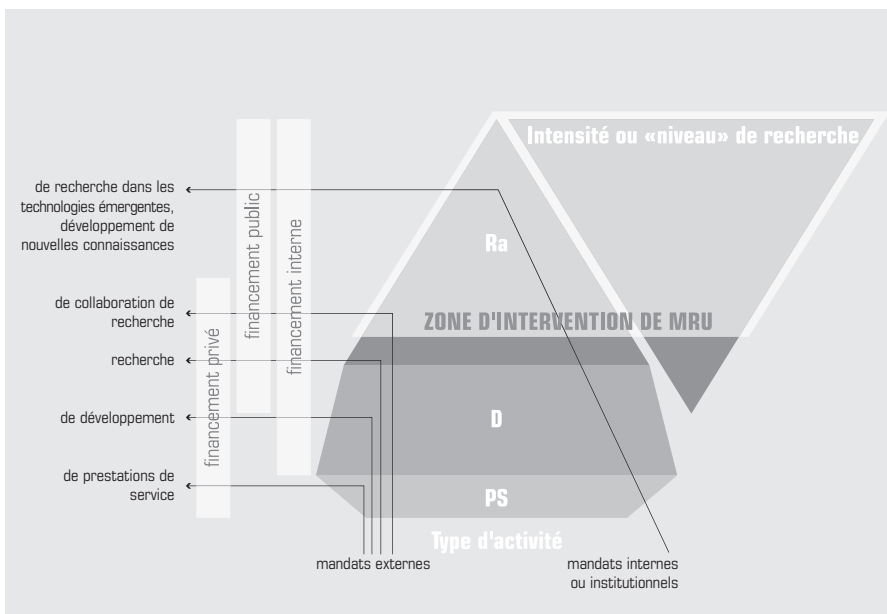 Intensité ou «niveau» de recherche
de recherche dans les
technologies émergentes,
développement de
nouvelles connaissances
financement public
financement interne
Ra
de collaboration de
recherche
ZONE D'INTERVENTION DE MRU
financement privé
recherche
de développement
D
de prestations de
service
PS
Type d'activité
mandats externes
mandats internes
ou institutionnels